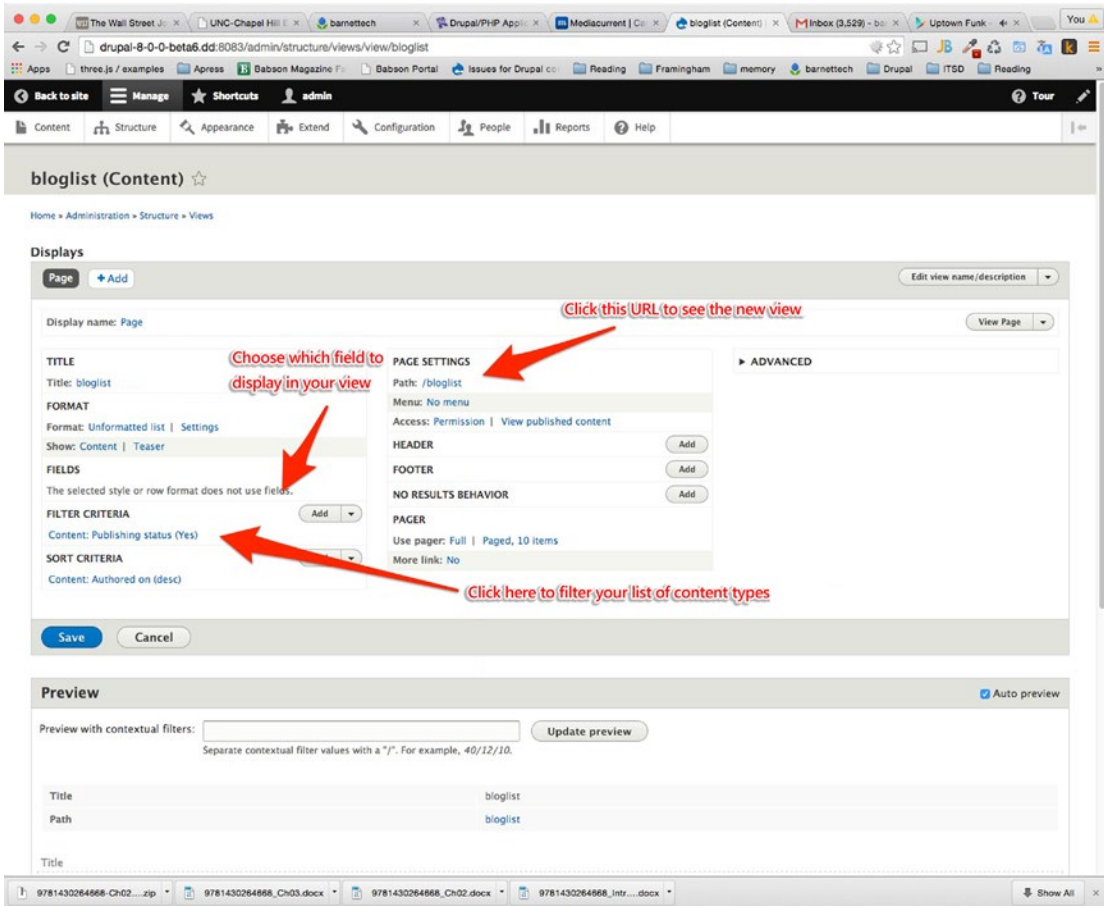 The Wall Street Jo
UNC-Chapel Hill E
barnettech
Drupal/PHP Applic
Mediacurrent | Car
bloglist (Content) |
Inbox (3,529) - ba
Uptown Funk -
You
drupal-8-0-0-beta6.dd:8083/admin/structure/views/view/bloglist
Apps
three.js / examples
Apress
Babson Magazine Fa
Babson Portal
Issues for Drupal co
Reading
Framingham
memory
barnettech
Drupal
ITSD
Reading
»
Back to site
Manage
Shortcuts
admin
Tour
Content
Structure
Appearance
Extend
Configuration
People
Reports
Help
bloglist (Content)
Home » Administration » Structure » Views
Displays
Page
+ Add
Edit view name/description
Click this URL to see the new view
Display name: Page
View Page
Choose which field to
display in your view
TITLE
Title: bloglist
FORMAT
Format: Unformatted list | Settings
Show: Content | Teaser
FIELDS
The selected style or row format does not use fields.
FILTER CRITERIA
Add
Content: Publishing status (Yes)
SORT CRITERIA
Content: Authored on (desc)
PAGE SETTINGS
Path: /bloglist
Menu: No menu
Access: Permission | View published content
HEADER
Add
FOOTER
Add
NO RESULTS BEHAVIOR
Add
PAGER
Use pager: Full | Paged, 10 items
More link: No
ADVANCED
Click here to filter your list of content types
Save
Cancel
Preview
Auto preview
Preview with contextual filters:
Update preview
Separate contextual filter values with a "/". For example, 40/12/10.
Title
bloglist
Path
bloglist
Title
9781430264668-Ch02....zip
9781430264668_Ch03.docx
9781430264668_Ch02.docx
9781430264668_Intr....docx
Show All